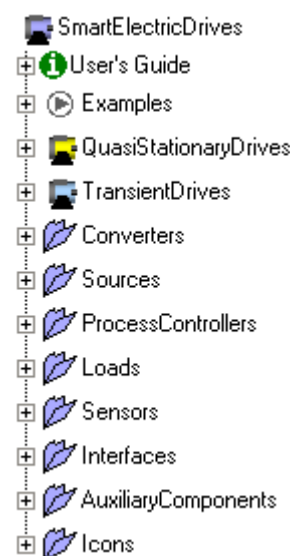 SmartElectricDrives
User's Guide
Examples
QuasiStationaryDrives
TransientDrives
Converters
Sources
ProcessControllers
Loads
Sensors
Interfaces
AuxiliaryComponents
Icons